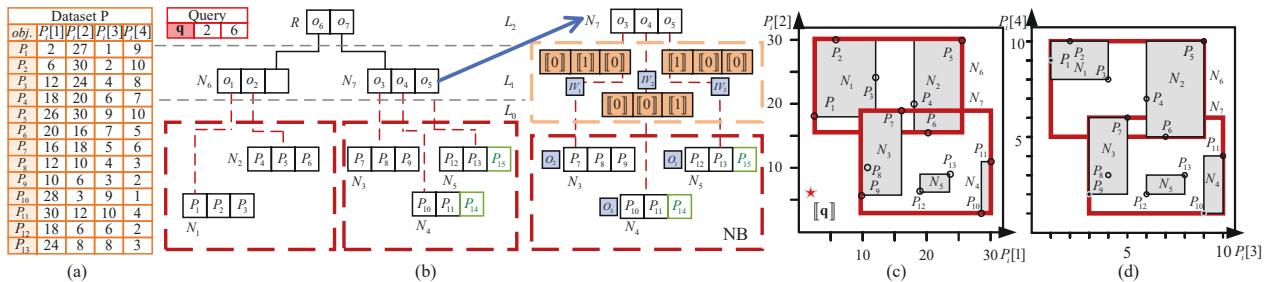 Dataset P
obj. P_i[1] P_i[2] P_i[3] P_i[4]
P_1 2 27 1 9
P_2 6 30 2 10
P_3 12 24 4 8
P_4 18 20 6 7
P_5 26 30 9 10
P_6 20 16 7 5
P_7 16 18 5 6
P_8 12 10 4 3
P_9 10 6 3 2
P_10 28 3 9 1
P_11 30 12 10 4
P_12 18 6 6 2
P_13 24 8 8 3
(a)
Query
q 2 6
R o_6 o_7 L_2
N_6 o_1 o_2 N_7 o_3 o_4 o_5 L_1
L_0
N_2 P_4 P_5 P_6
P_7 P_8 P_9 P_12 P_13 P_15
N_3 N_5
P_1 P_2 P_3 P_10 P_11 P_14
N_1 N_4
(b)
N_7 o_3 o_4 o_5
[[0]] [[1]] [[0]] [[1]] [[0]] [[0]]
IV_1 IV_2 IV_3
[[0]] [[0]] [[1]]
O_2 P_7 P_8 P_9 O_1 P_12 P_13 P_15
N_3 N_5
O_3 P_10 P_11 P_14
N_4 NB
P_i[2]
30 P_2 P_5
N_1 N_2 N_6
P_3
20 P_4 N_7
P_1 P_7 P_6
N_3 P_11
10 P_8 P_13
P_9 N_5 N_4
P_12 P_10
[[q]]
10 20 30 P_i[1]
(c)
P_i[4]
10 P_2 P_5
P_1 N_1 P_3 N_2 N_6
P_4
N_7
5 P_7 P_6
N_3 P_11
P_8 P_13
P_9 N_5 N_4
P_12 P_10
5 10 P_i[3]
(d)